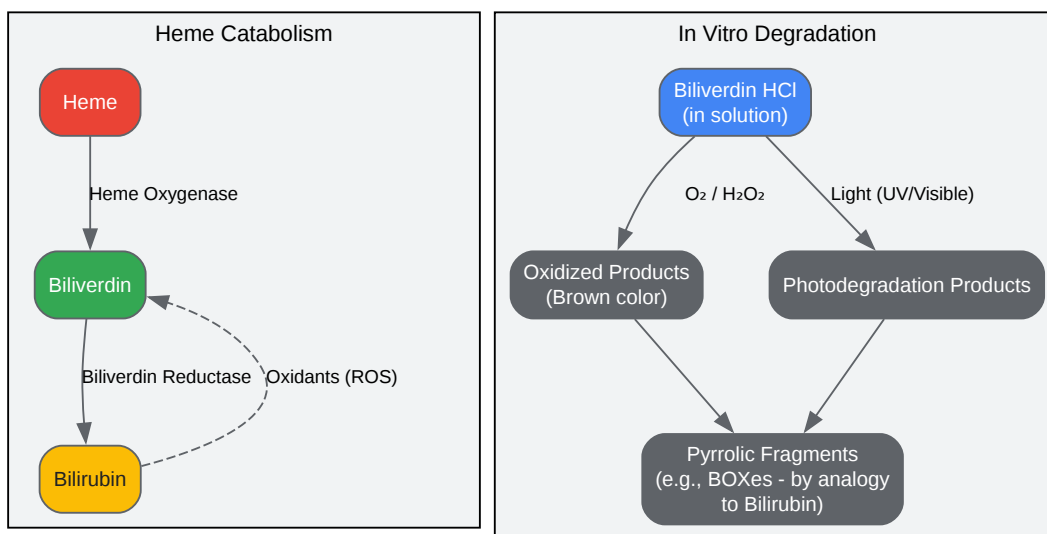 Heme Catabolism
Heme
Heme Oxygenase
Biliverdin
Biliverdin Reductase
Oxidants (ROS)
Bilirubin
In Vitro Degradation
Biliverdin HCl
(in solution)
O₂ / H₂O₂
Light (UV/Visible)
Oxidized Products
(Brown color)
Photodegradation Products
Pyrrolic Fragments
(e.g., BOXes - by analogy
to Bilirubin)